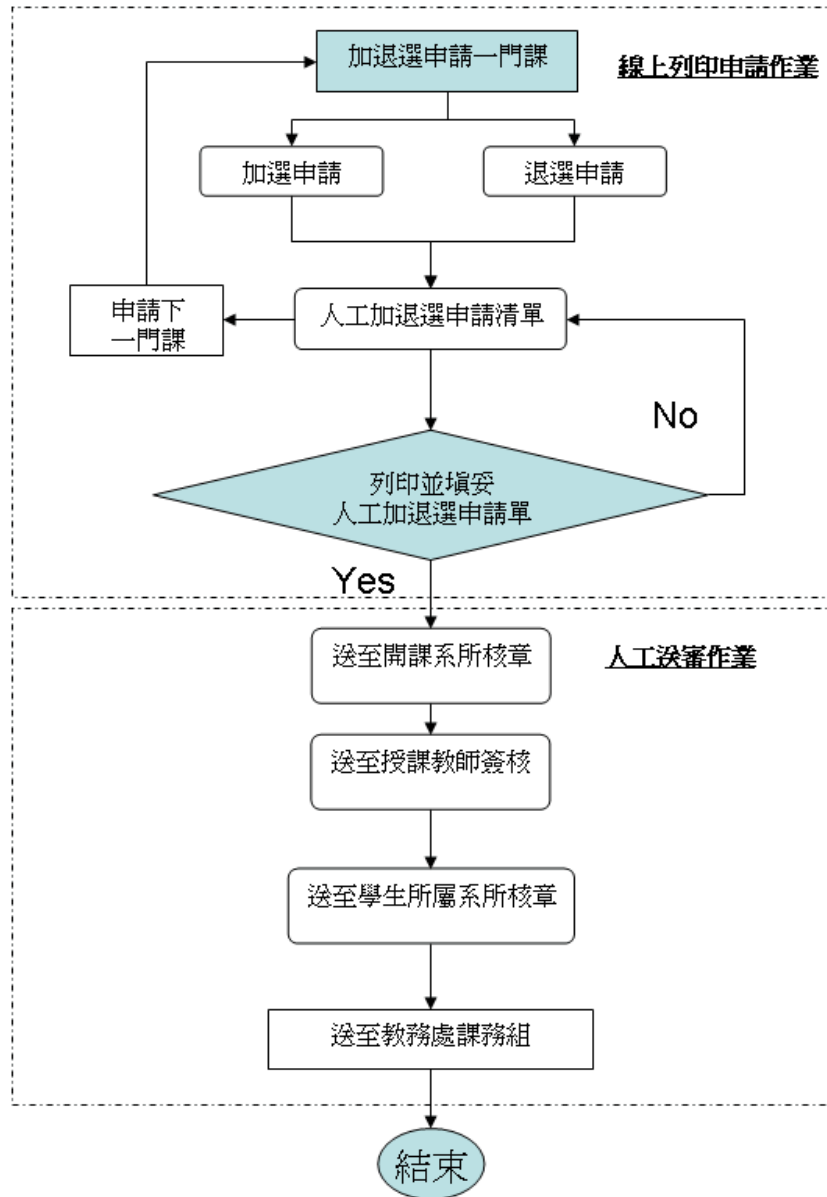 加退選申請一門課
線上列印申請作業
加選申請
退選申請
申請下
一門課
人工加退選申請清單
No
列印並填妥
人工加退選申請單
Yes
送至開課系所核章
人工送審作業
送至授課教師簽核
送至學生所屬系所核章
送至教務處課務組
結束